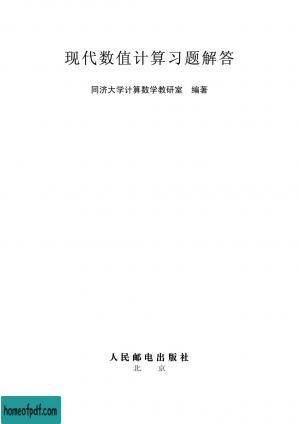 现代数值计算习题解答
同济大学计算数学教研室 编著
人民邮电出版社
北京
homeofpdf.com